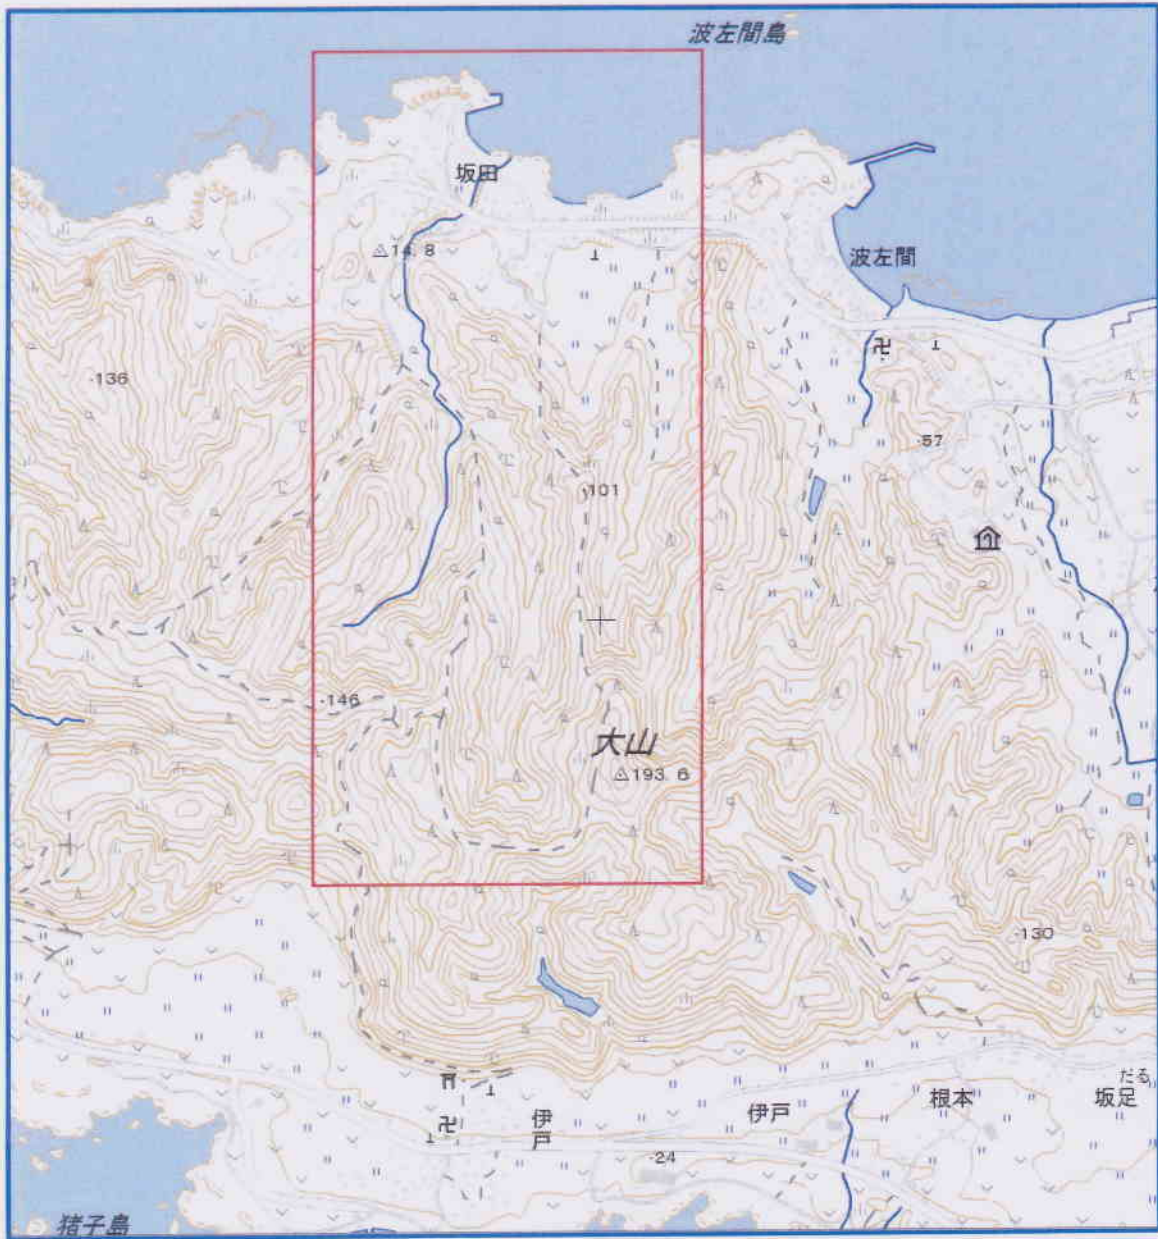 波左間島
坂田
△14.8
波左間
·136
·57
·101
·146
大山
△193.6
·130
伊戸
伊戸
根本
だる
坂足
·24
猪子島